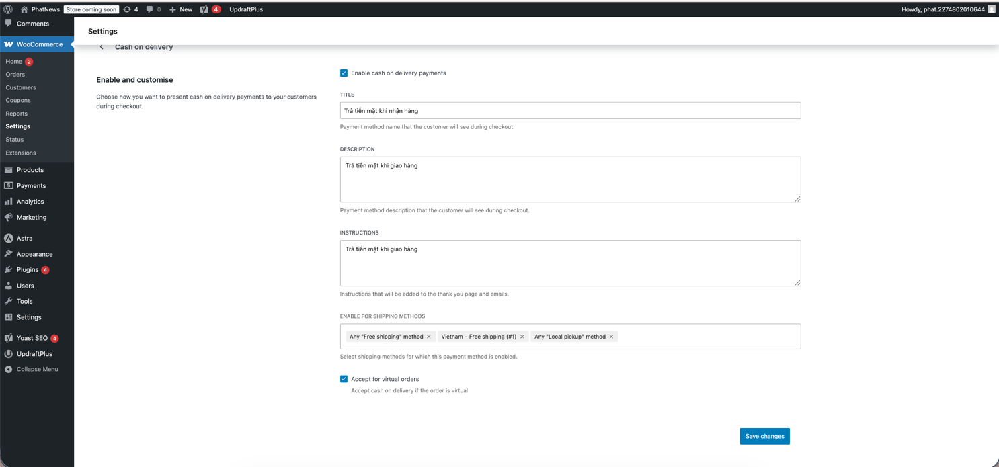 PhatNews Store coming soon 4 0 New 4 UpdraftPlus Howdy, phat.2274802010644
Comments
Settings
WooCommerce
Cash on delivery
Home 2
Orders
Customers
Coupons
Reports
Settings
Status
Extensions
Products
Payments
Analytics
Marketing
Astra
Appearance
Plugins 4
Users
Tools
Settings
Yoast SEO 4
UpdraftPlus
Collapse Menu
Enable and customise
Choose how you want to present cash on delivery payments to your customers
during checkout.
Enable cash on delivery payments
TITLE
Trả tiền mặt khi nhận hàng
Payment method name that the customer will see during checkout.
DESCRIPTION
Trả tiền mặt khi giao hàng
Payment method description that the customer will see during checkout.
INSTRUCTIONS
Trả tiền mặt khi giao hàng
Instructions that will be added to the thank you page and emails.
ENABLE FOR SHIPPING METHODS
Any "Free shipping" method × Vietnam – Free shipping (#1) × Any "Local pickup" method ×
Select shipping methods for which this payment method is enabled.
Accept for virtual orders
Accept cash on delivery if the order is virtual
Save changes